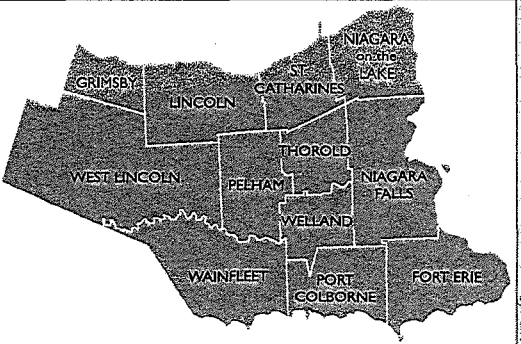 NIAGARA
on the
LAKE
GRIMSBY
LINCOLN
ST.
CATHARINES
THOROLD
WEST LINCOLN
PELHAM
NIAGARA
FALLS
WELLAND
WAINFLEET
PORT
COLBORNE
FORT ERIE